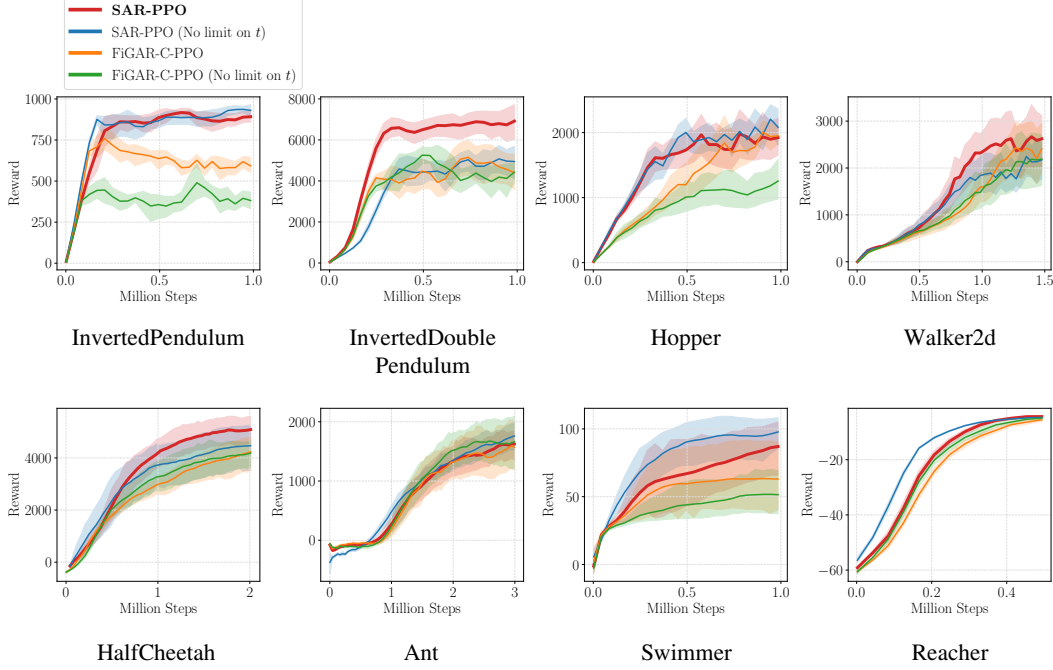 SAR-PPO
SAR-PPO (No limit on t)
FiGAR-C-PPO
FiGAR-C-PPO (No limit on t)
1000
750
500
250
0
Reward
0.0 0.5 1.0
Million Steps
InvertedPendulum
8000
6000
4000
2000
0
Reward
0.0 0.5 1.0
Million Steps
InvertedDouble
Pendulum
2000
1000
0
Reward
0.0 0.5 1.0
Million Steps
Hopper
3000
2000
1000
0
Reward
0.0 0.5 1.0 1.5
Million Steps
Walker2d
4000
2000
0
Reward
0 1 2
Million Steps
HalfCheetah
2000
1000
0
Reward
0 1 2 3
Million Steps
Ant
100
50
0
Reward
0.0 0.5 1.0
Million Steps
Swimmer
−20
−40
−60
Reward
0.0 0.2 0.4
Million Steps
Reacher